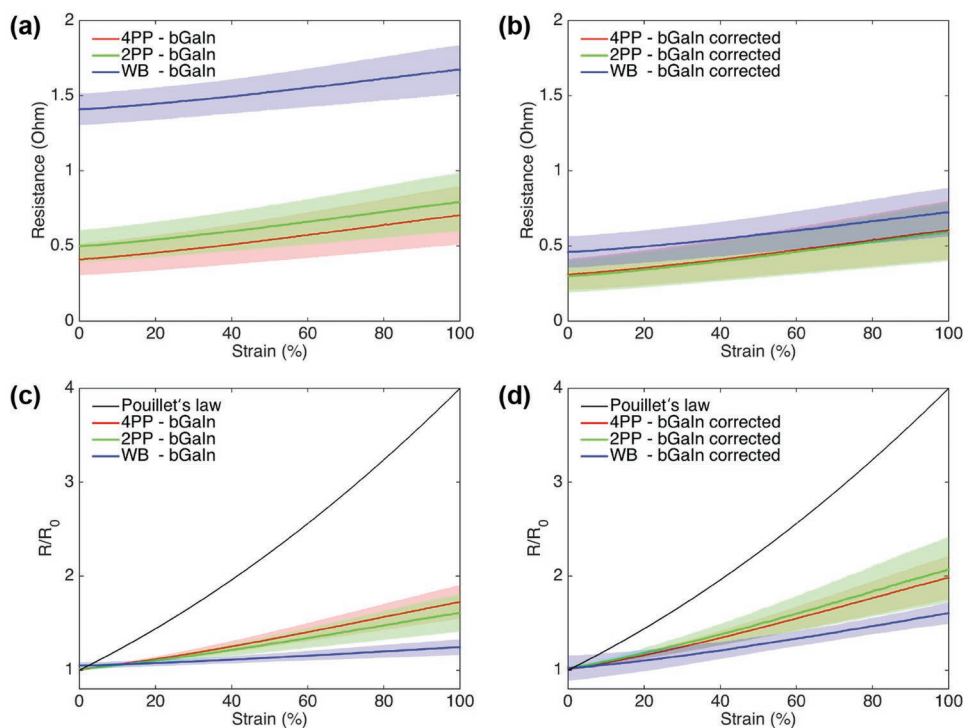 (a)
2
1.5
1
0.5
0
Resistance (Ohm)
4PP - bGaIn
2PP - bGaIn
WB - bGaIn
0 20 40 60 80 100
Strain (%)
(b)
2
1.5
1
0.5
0
Resistance (Ohm)
4PP - bGaIn corrected
2PP - bGaIn corrected
WB - bGaIn corrected
0 20 40 60 80 100
Strain (%)
(c)
4
3
2
1
R/R0
Pouillet's law
4PP - bGaIn
2PP - bGaIn
WB - bGaIn
0 20 40 60 80 100
Strain (%)
(d)
4
3
2
1
R/R0
Pouillet's law
4PP - bGaIn corrected
2PP - bGaIn corrected
WB - bGaIn corrected
0 20 40 60 80 100
Strain (%)